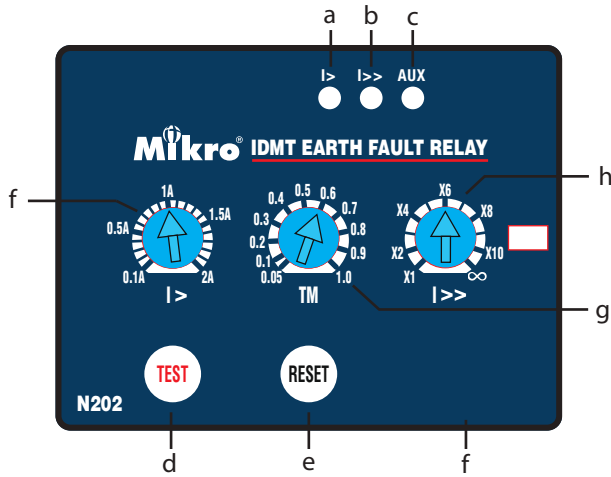 a b c
I> I>> AUX
Mikro® IDMT EARTH FAULT RELAY
f h
1A
0.5A 1.5A
0.1A 2A
I>
0.5 0.6
0.4 0.7
0.3 0.8
0.2 0.9
0.1
0.05 1.0
TM
X6
X4 X8
X2 X10
X1 ∞
I>>
g
TEST RESET
N202
d e f